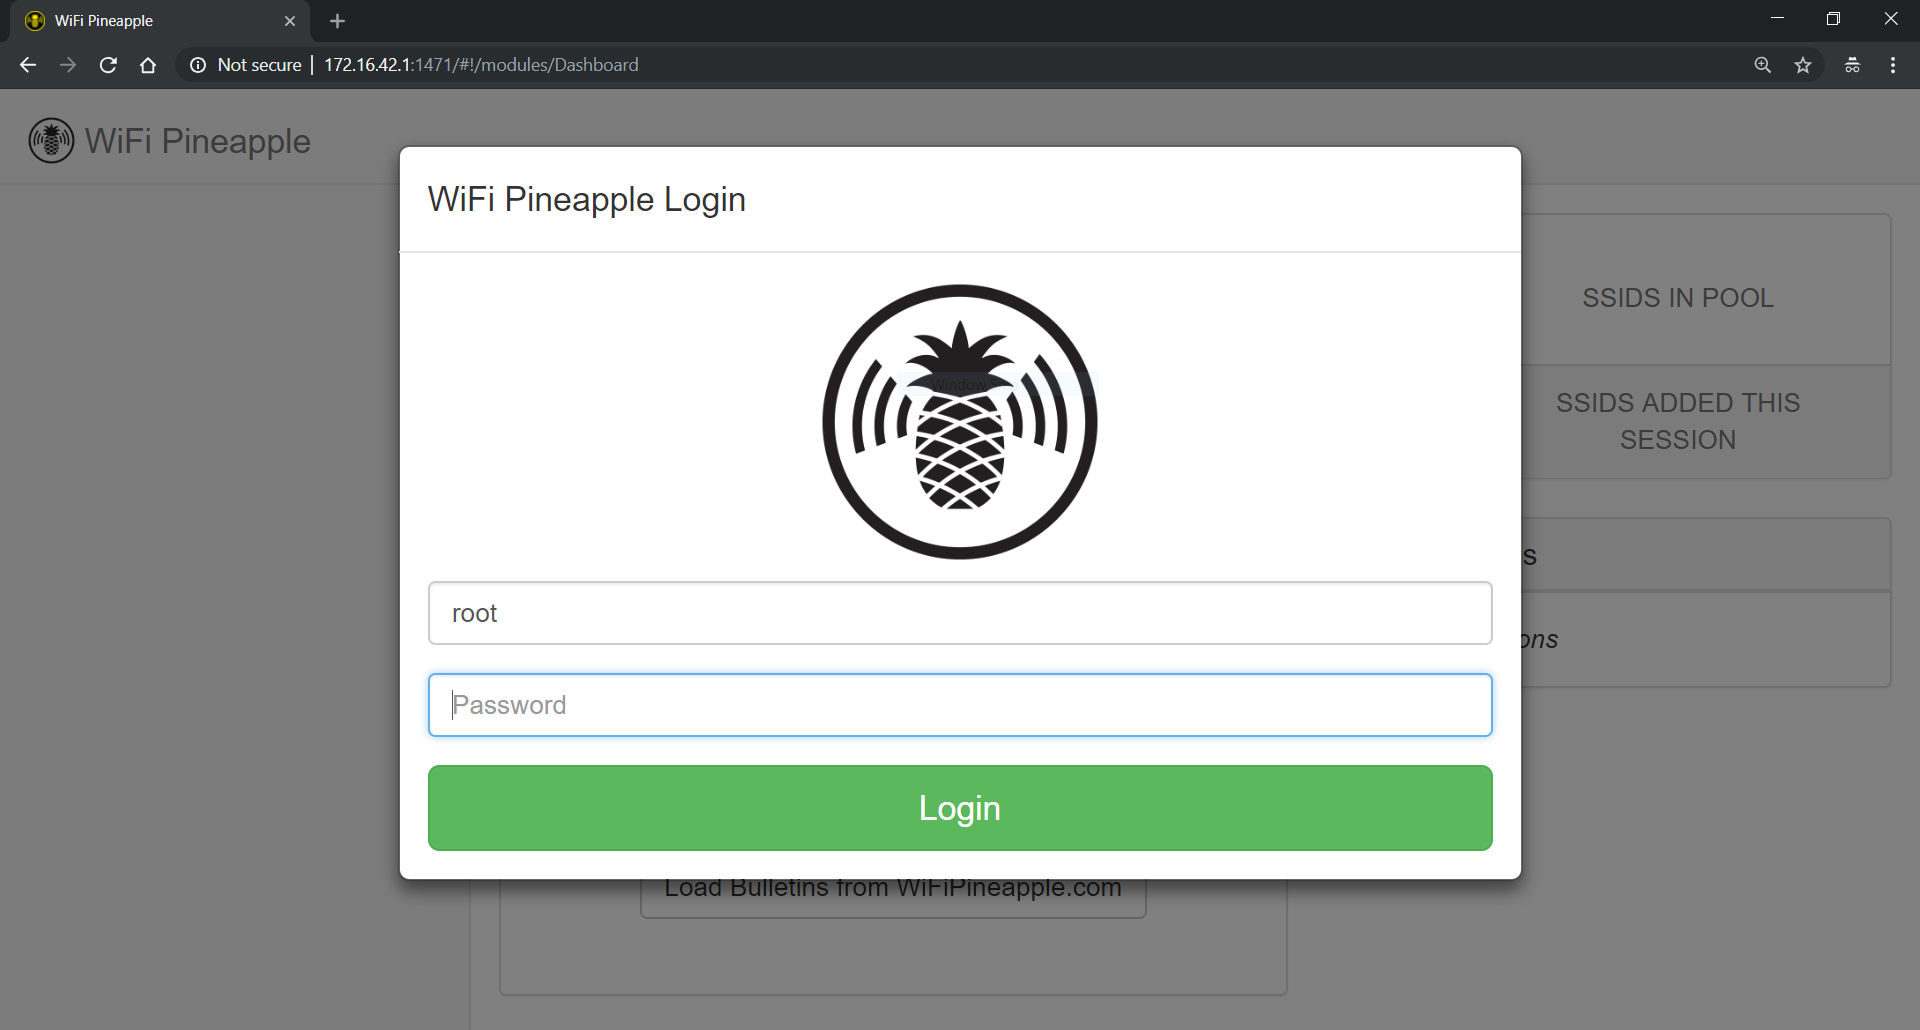 WiFi Pineapple
Not secure
172.16.42.1:1471/#!/modules/Dashboard
WiFi Pineapple
WiFi Pineapple Login
SSIDS IN POOL
Window
SSIDS ADDED THIS
SESSION
s
ons
root
Password
Login
Load Bulletins from WiFiPineapple.com